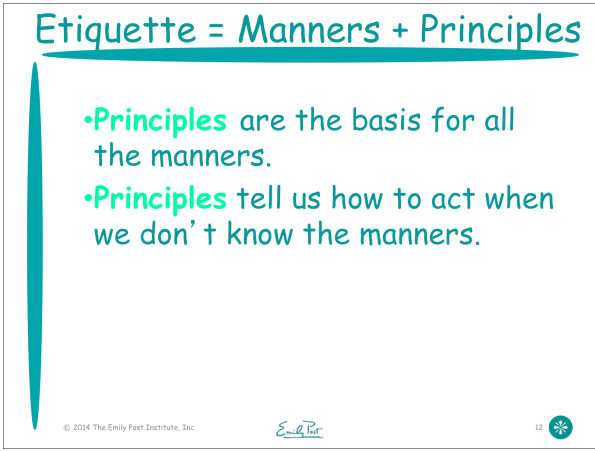 Etiquette = Manners + Principles
•Principles are the basis for all
the manners.
•Principles tell us how to act when
we don't know the manners.
© 2014 The Emily Post Institute, Inc.
Emily Post
12